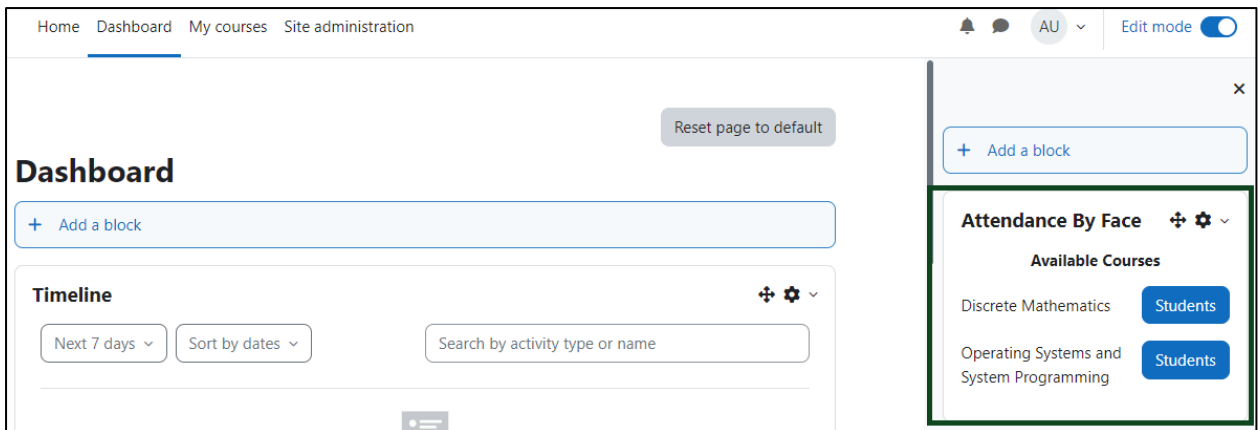 Home Dashboard My courses Site administration
AU Edit mode
Reset page to default
Dashboard
+ Add a block
Timeline
Next 7 days Sort by dates Search by activity type or name
+ Add a block
Attendance By Face
Available Courses
Discrete Mathematics Students
Operating Systems and
System Programming Students